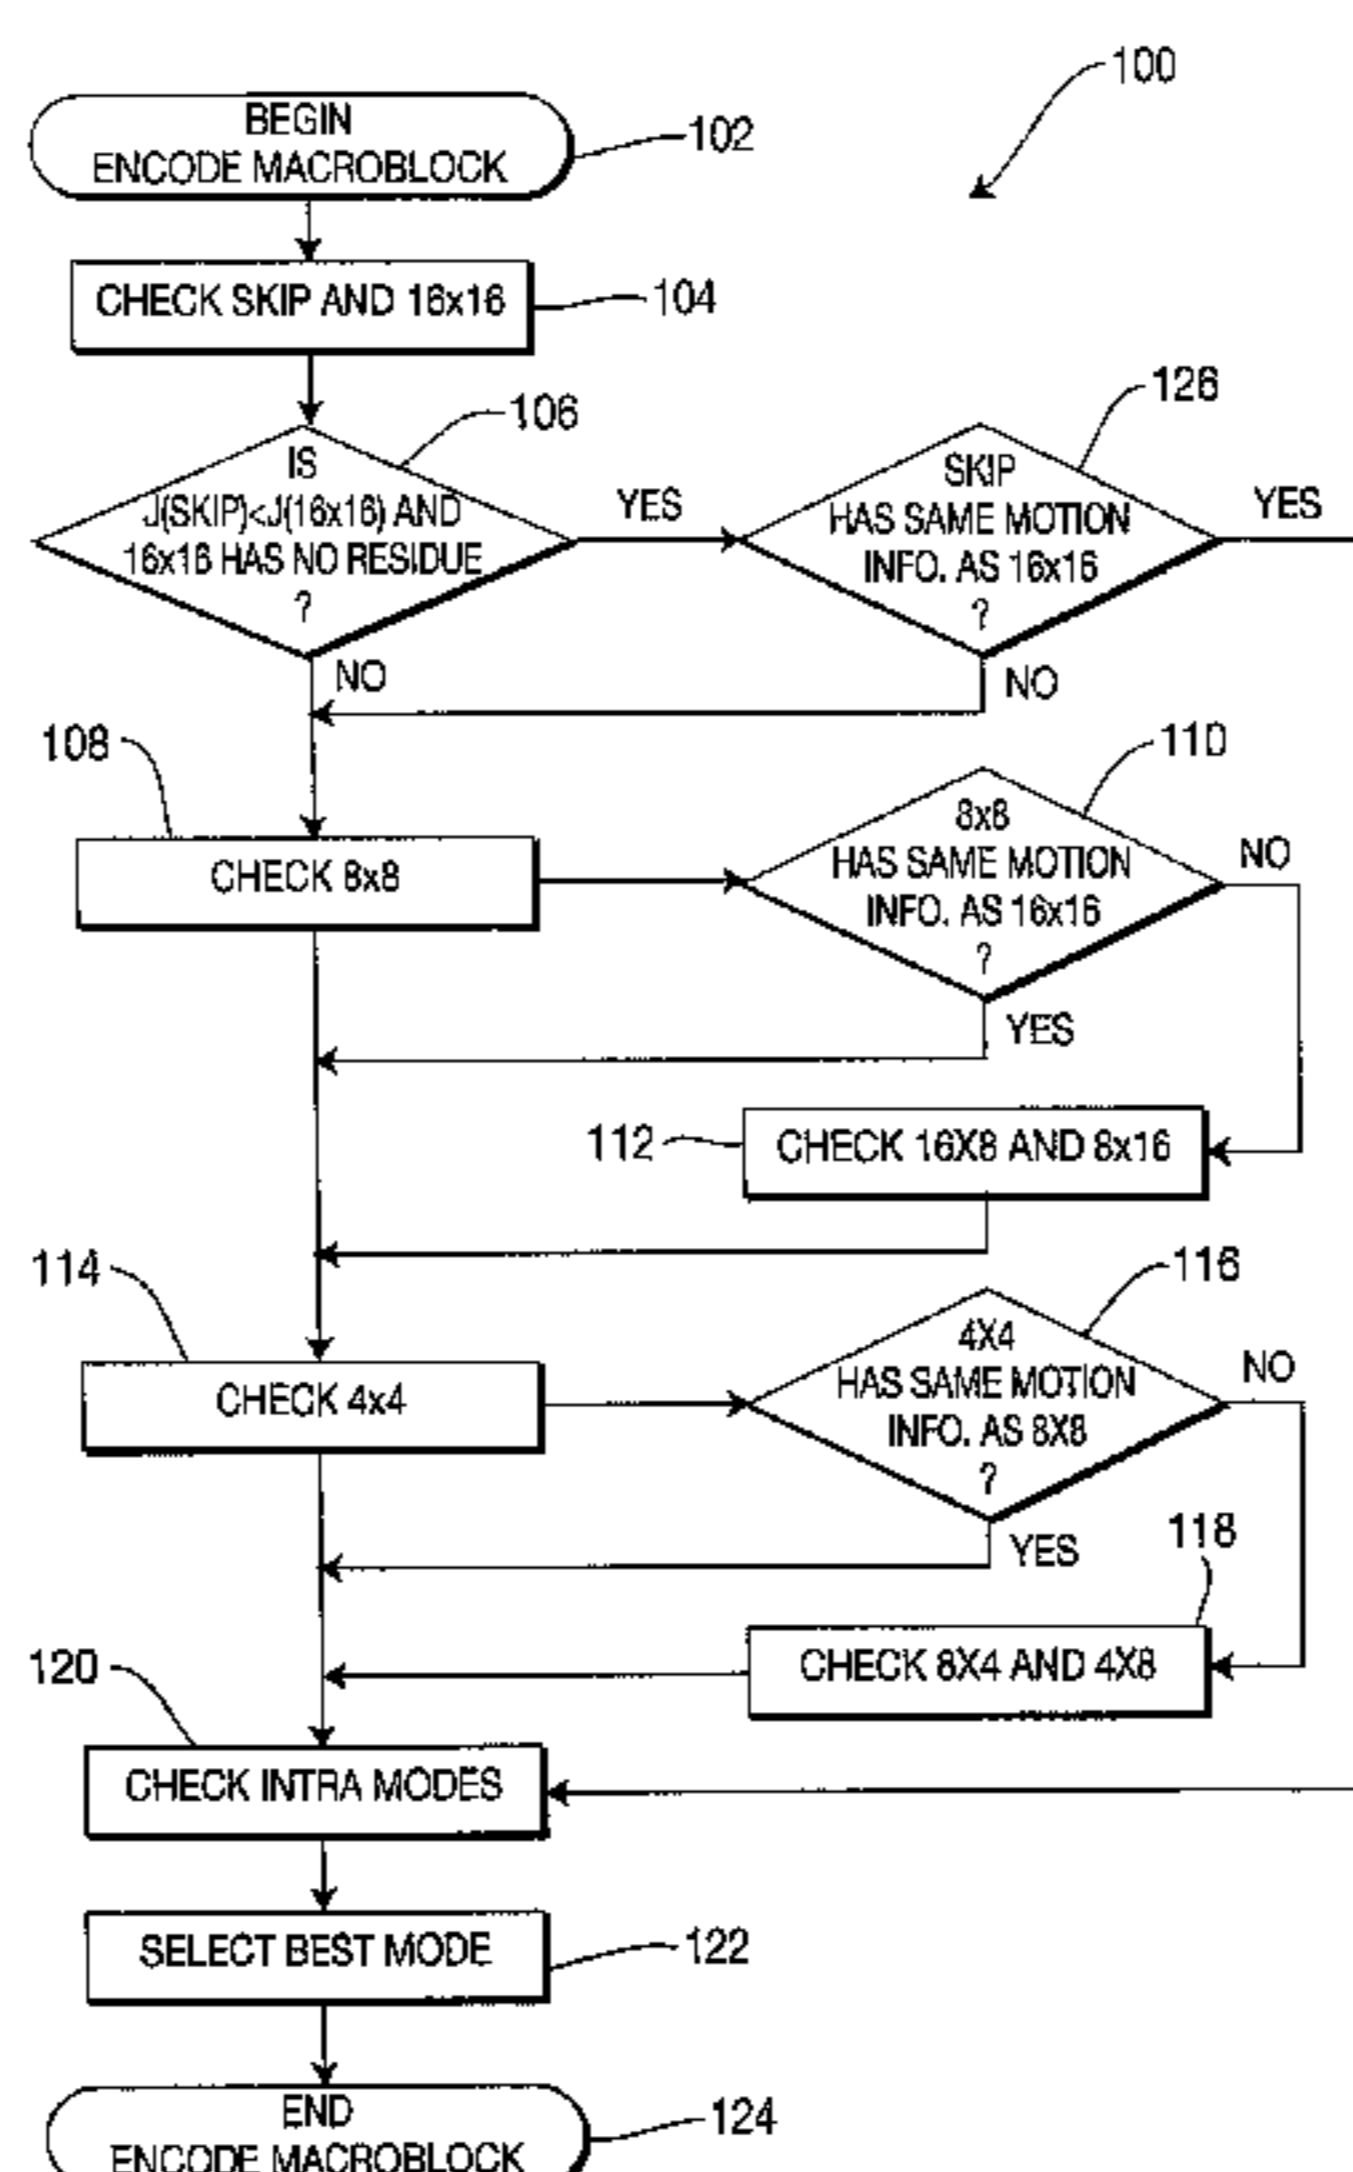 100
BEGIN
ENCODE MACROBLOCK
102
CHECK SKIP AND 16x16
104
106
IS
J(SKIP)<J(16x16) AND
16x16 HAS NO RESIDUE
?
YES
NO
126
SKIP
HAS SAME MOTION
INFO. AS 16x16
?
YES
NO
108
CHECK 8x8
110
8x8
HAS SAME MOTION
INFO. AS 16x16
?
NO
YES
112
CHECK 16X8 AND 8x16
114
CHECK 4x4
116
4X4
HAS SAME MOTION
INFO. AS 8X8
?
NO
YES
118
CHECK 8X4 AND 4X8
120
CHECK INTRA MODES
SELECT BEST MODE
122
END
ENCODE MACROBLOCK
124